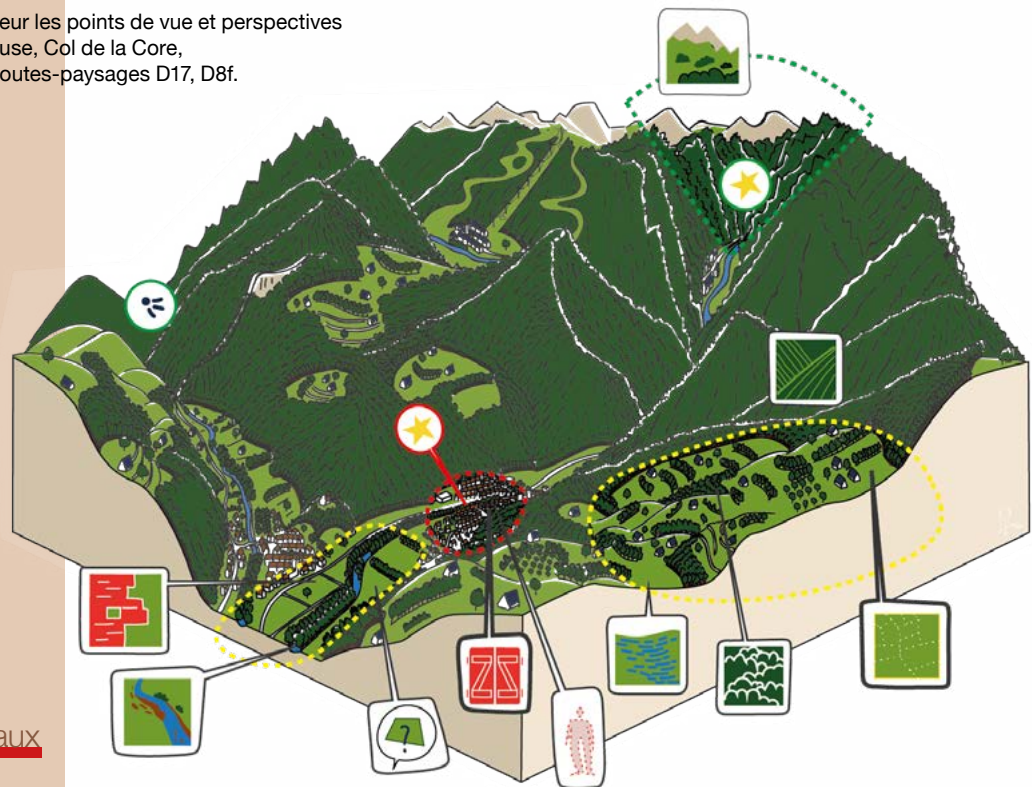 eur les points de vue et perspectives
use, Col de la Core,
outes-paysages D17, D8f.
?
aux